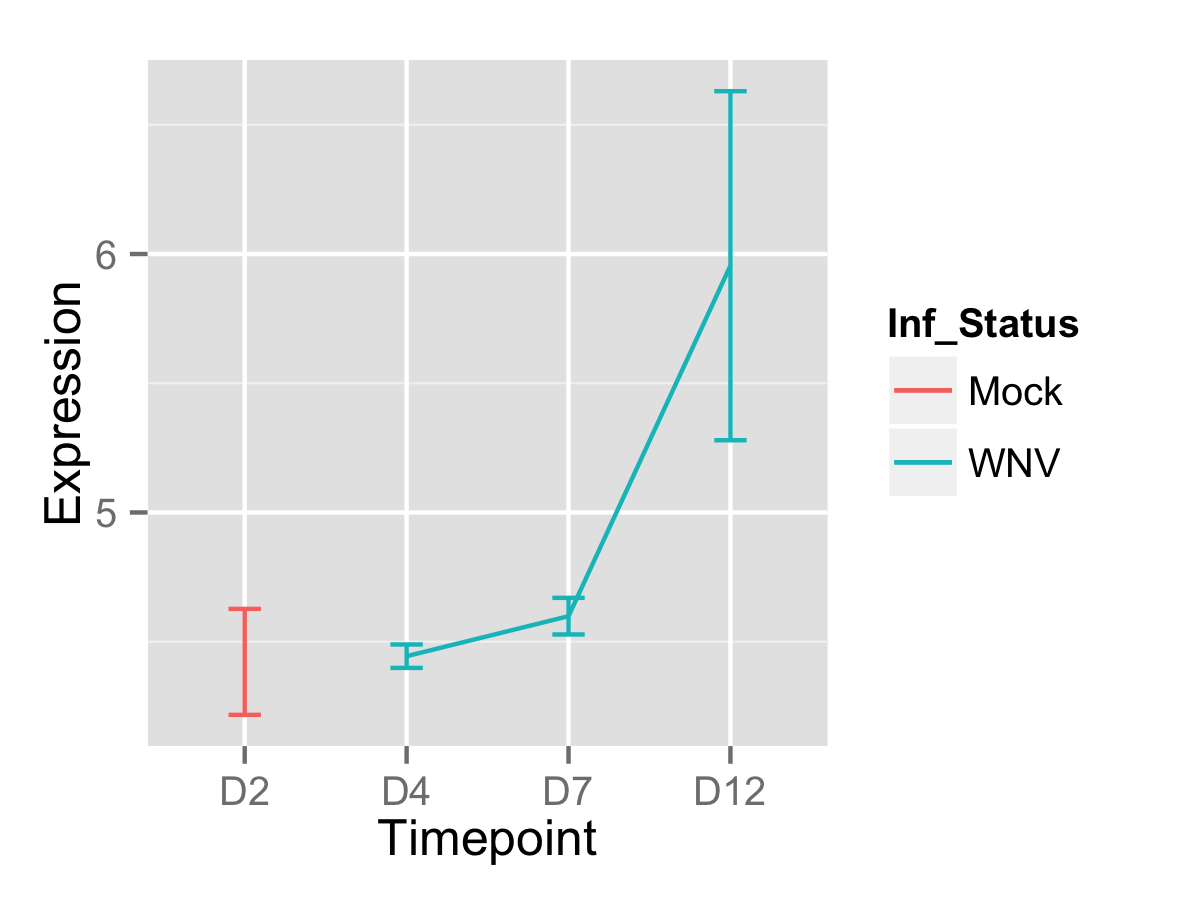 Expression
6
5
D2 D4 D7 D12
Timepoint
Inf_Status
Mock
WNV